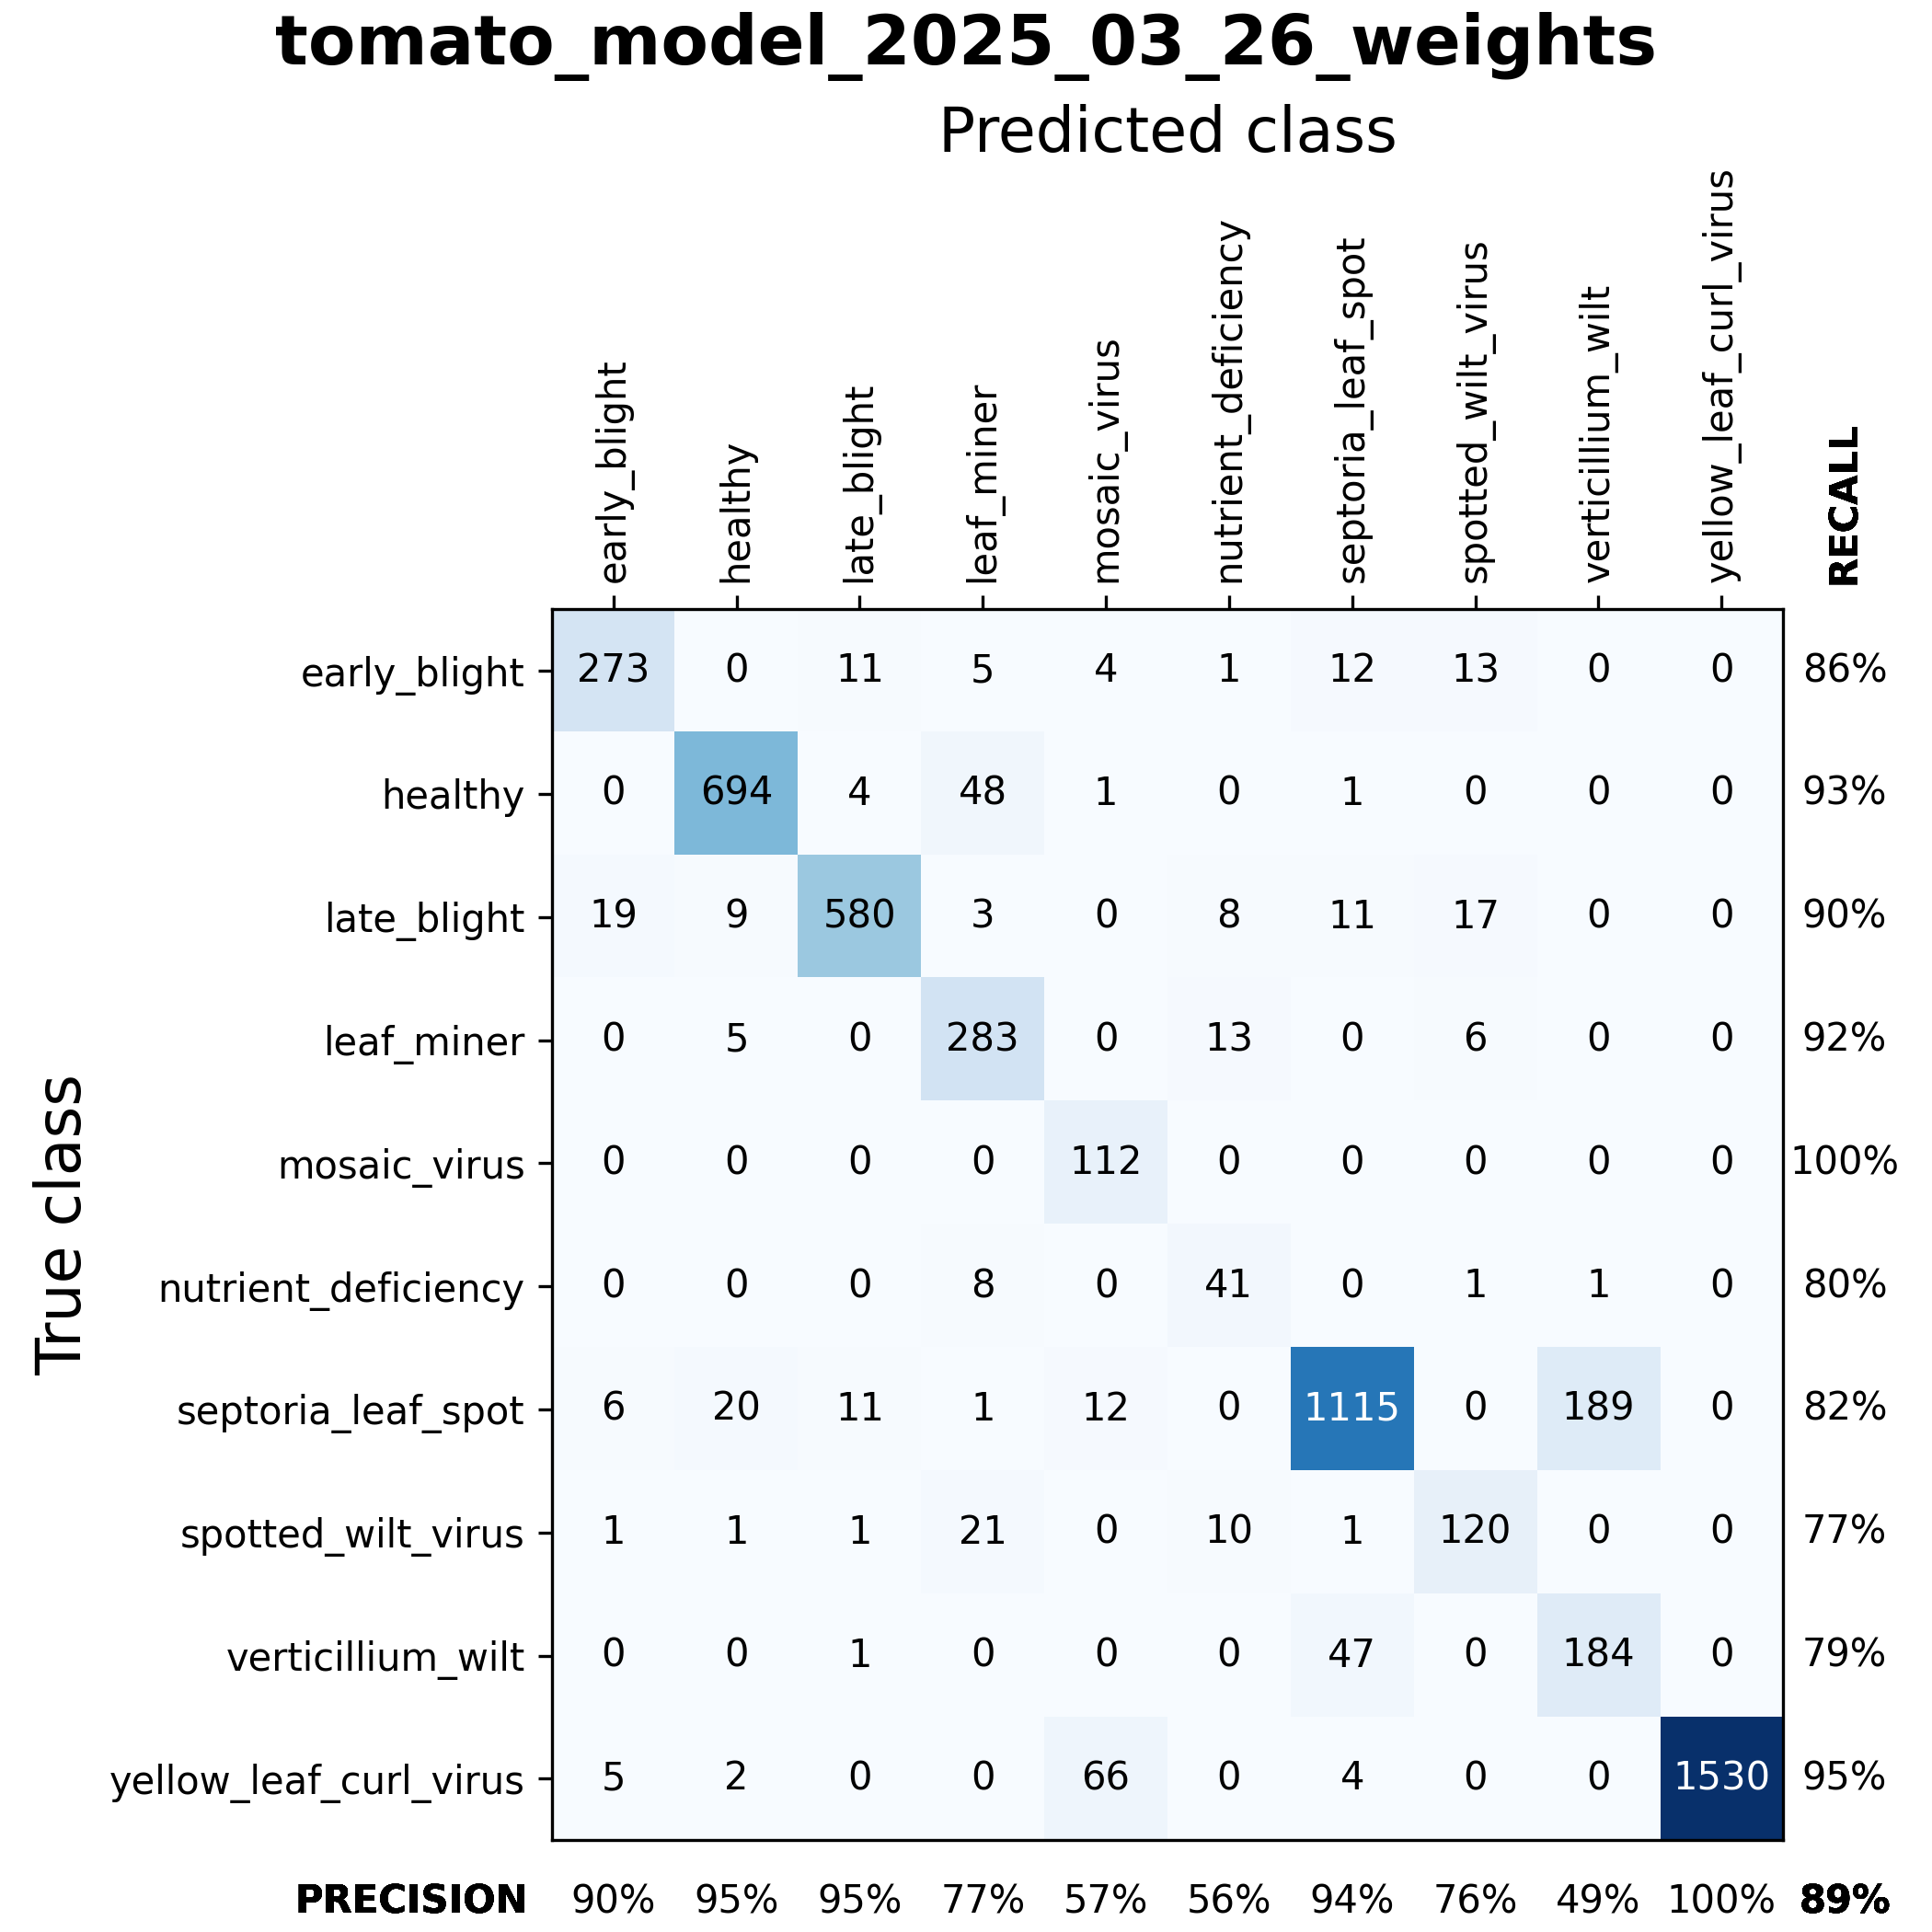 tomato_model_2025_03_26_weights
Predicted class
early_blight healthy late_blight leaf_miner mosaic_virus nutrient_deficiency septoria_leaf_spot spotted_wilt_virus verticillium_wilt yellow_leaf_curl_virus RECALL
True class
early_blight 273 0 11 5 4 1 12 13 0 0 86%
healthy 0 694 4 48 1 0 1 0 0 0 93%
late_blight 19 9 580 3 0 8 11 17 0 0 90%
leaf_miner 0 5 0 283 0 13 0 6 0 0 92%
mosaic_virus 0 0 0 0 112 0 0 0 0 0 100%
nutrient_deficiency 0 0 0 8 0 41 0 1 1 0 80%
septoria_leaf_spot 6 20 11 1 12 0 1115 0 189 0 82%
spotted_wilt_virus 1 1 1 21 0 10 1 120 0 0 77%
verticillium_wilt 0 0 1 0 0 0 47 0 184 0 79%
yellow_leaf_curl_virus 5 2 0 0 66 0 4 0 0 1530 95%
PRECISION 90% 95% 95% 77% 57% 56% 94% 76% 49% 100% 89%